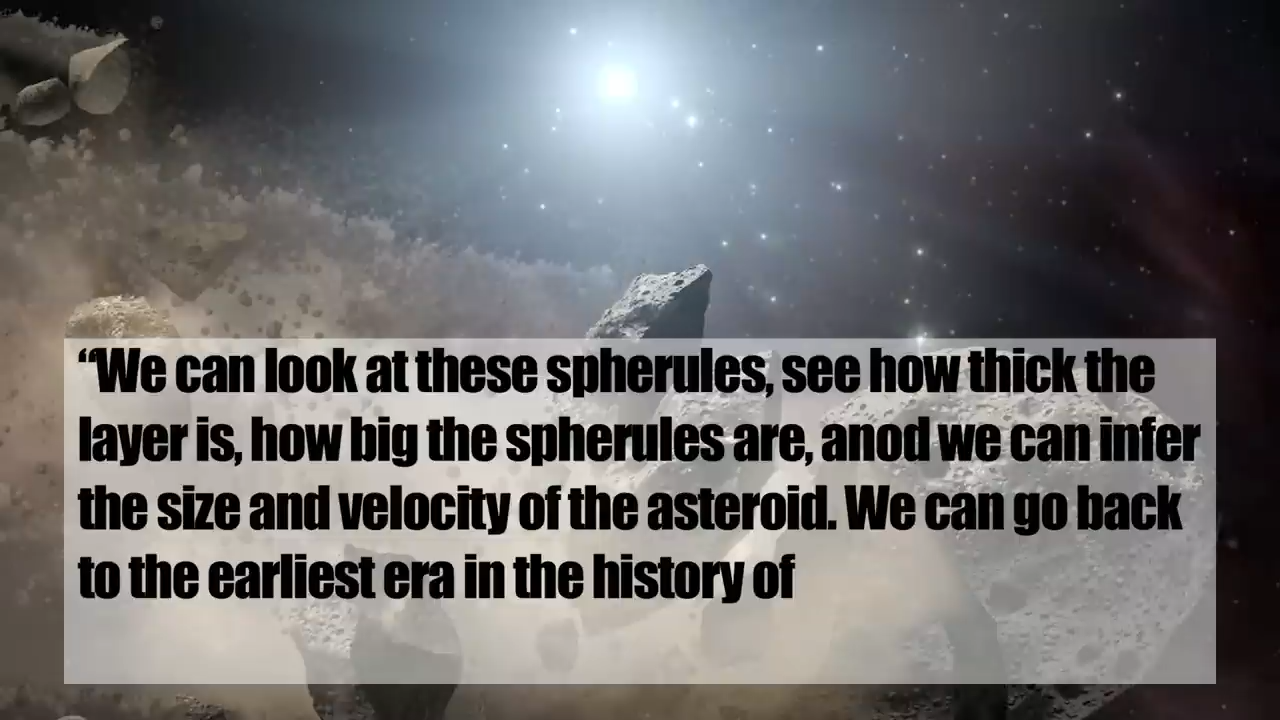 “We can look at these spherules, see how thick the
layer is, how big the spherules are, anod we can infer
the size and velocity of the asteroid. We can go back
to the earliest era in the history of